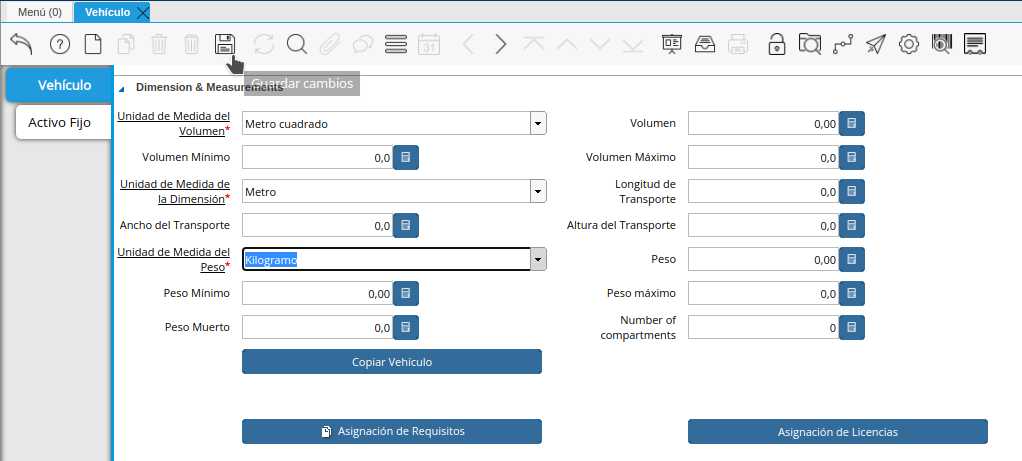 Menú (0)
Vehículo
31
Vehículo
Activo Fijo
Guardar cambios
Dimension & Measurements
Unidad de Medida del
Volumen*
Metro cuadrado
Volumen
0,00
Volumen Mínimo
0,0
Volumen Máximo
0,0
Unidad de Medida de
la Dimensión*
Metro
Longitud de
Transporte
0,0
Ancho del Transporte
0,0
Altura del Transporte
0,0
Unidad de Medida del
Peso*
Kilogramo
Peso
0,00
Peso Mínimo
0,00
Peso máximo
0,0
Peso Muerto
0,0
Number of
compartments
0
Copiar Vehículo
Asignación de Requisitos
Asignación de Licencias